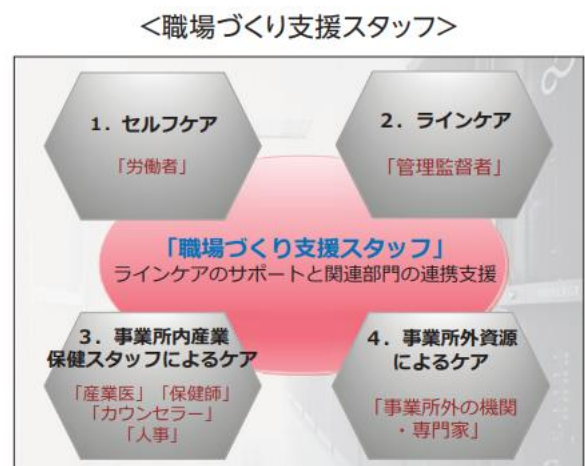 <職場づくり支援スタッフ>
1. セルフケア
「労働者」
2. ラインケア
「管理監督者」
「職場づくり支援スタッフ」
ラインケアのサポートと関連部門の連携支援
3. 事業所内産業
保健スタッフによるケア
「産業医」「保健師」
「カウンセラー」
「人事」
4. 事業所外資源
によるケア
「事業所外の機関
・専門家」